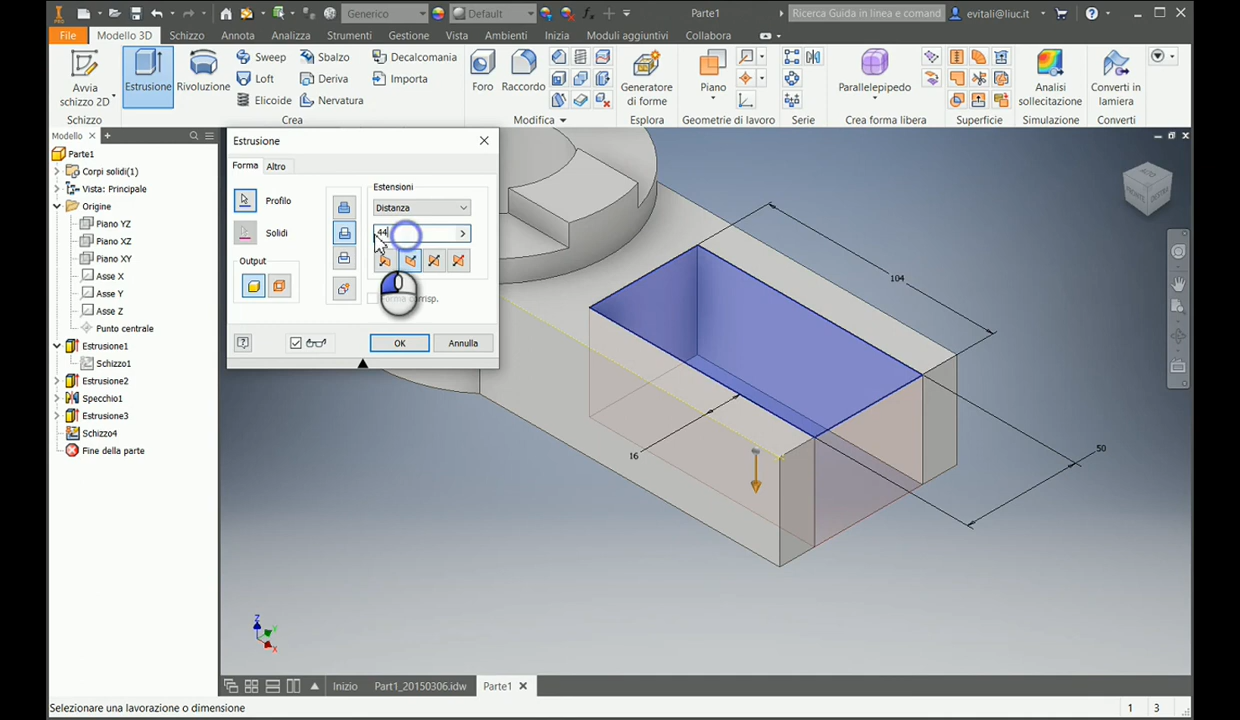 Generico
Default
Parte1
Ricerca Guida in linea e comand
evitali@liuc.it
File
Modello 3D
Schizzo
Annota
Analizza
Strumenti
Gestione
Vista
Ambienti
Inizia
Moduli aggiuntivi
Collabora
Avvia
schizzo 2D
Estrusione
Rivoluzione
Sweep
Loft
Elicoide
Sbalzo
Deriva
Nervatura
Decalcomania
Importa
Foro
Raccordo
Generatore
di forme
Piano
Parallelepipedo
Analisi
sollecitazione
Converti in
lamiera
Schizzo
Crea
Modifica
Esplora
Geometrie di lavoro
Serie
Crea forma libera
Superficie
Simulazione
Converti
Modello
Parte1
Corpi solidi(1)
Vista: Principale
Origine
Piano YZ
Piano XZ
Piano XY
Asse X
Asse Y
Asse Z
Punto centrale
Estrusione1
Schizzo1
Estrusione2
Specchio1
Estrusione3
Schizzo4
Fine della parte
Estrusione
Forma
Altro
Profilo
Solidi
Output
Estensioni
Distanza
44
OK
Annulla
104
16
50
Z
X
Inizio
Part1_20150306.idw
Parte1
Selezionare una lavorazione o dimensione
1
3